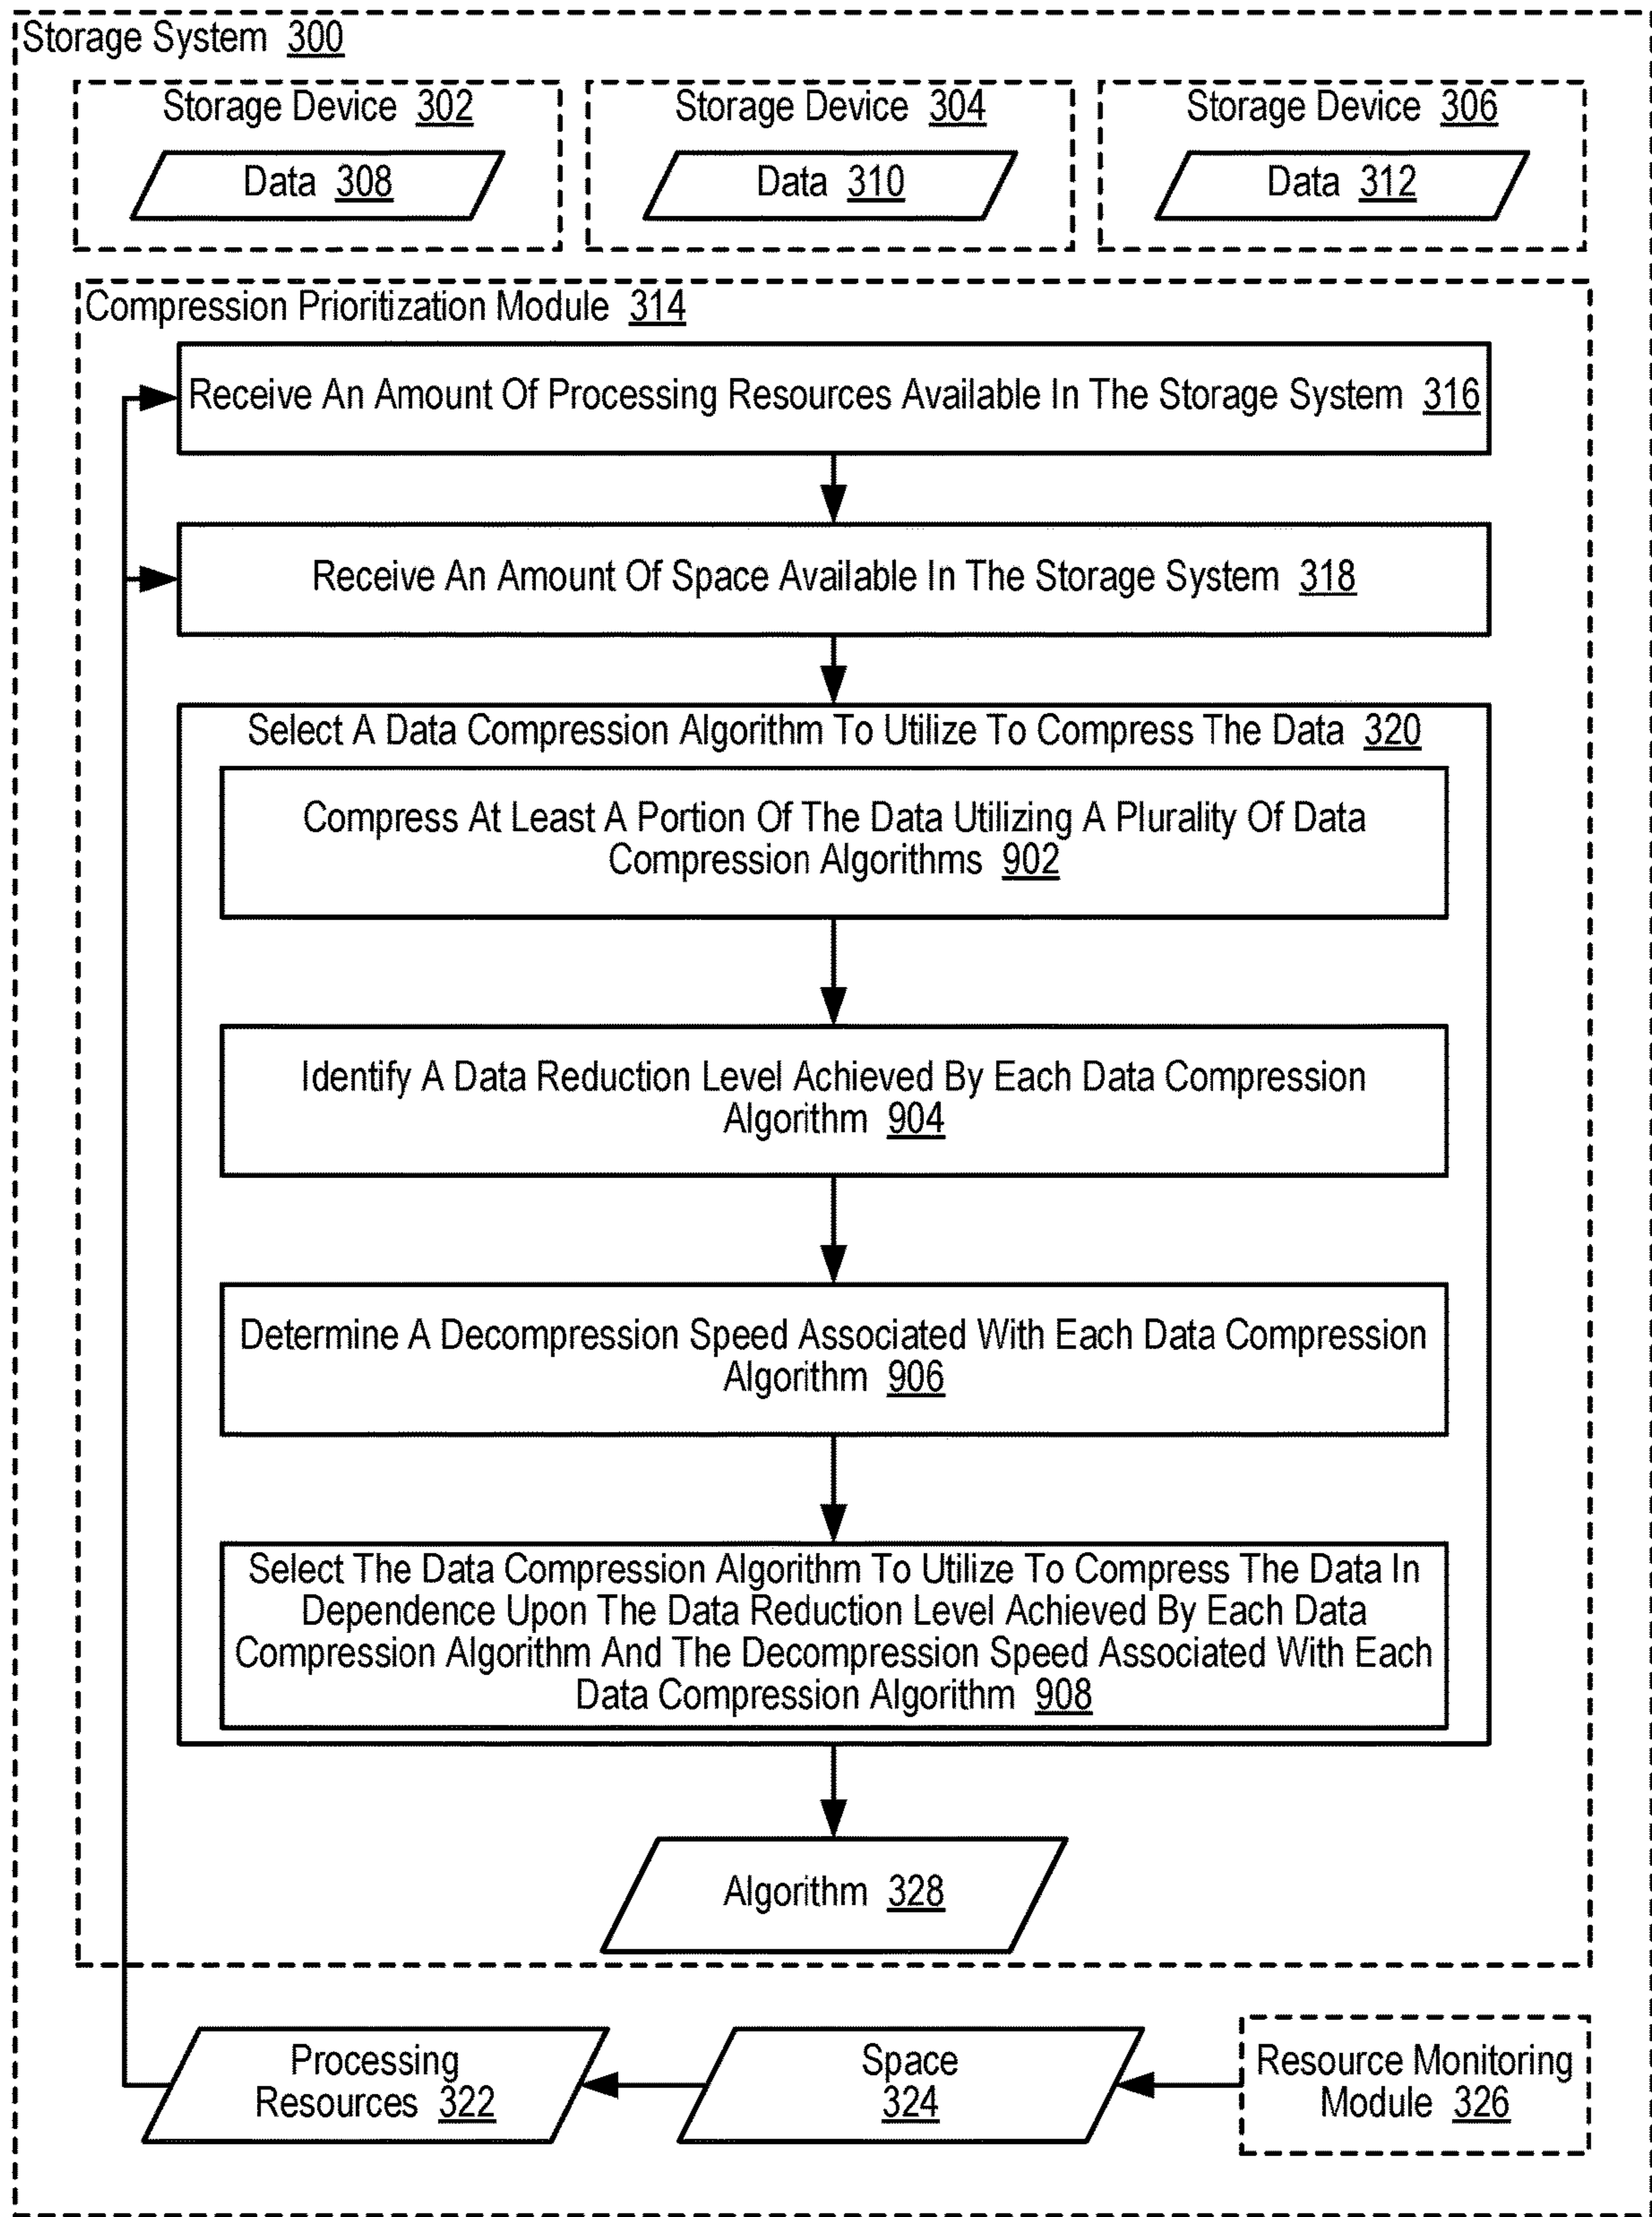 Storage System 300
Storage Device 302
Data 308
Storage Device 304
Data 310
Storage Device 306
Data 312
Compression Prioritization Module 314
Receive An Amount Of Processing Resources Available In The Storage System 316
Receive An Amount Of Space Available In The Storage System 318
Select A Data Compression Algorithm To Utilize To Compress The Data 320
Compress At Least A Portion Of The Data Utilizing A Plurality Of Data
Compression Algorithms 902
Identify A Data Reduction Level Achieved By Each Data Compression
Algorithm 904
Determine A Decompression Speed Associated With Each Data Compression
Algorithm 906
Select The Data Compression Algorithm To Utilize To Compress The Data In
Dependence Upon The Data Reduction Level Achieved By Each Data
Compression Algorithm And The Decompression Speed Associated With Each
Data Compression Algorithm 908
Algorithm 328
Processing
Resources 322
Space
324
Resource Monitoring
Module 326